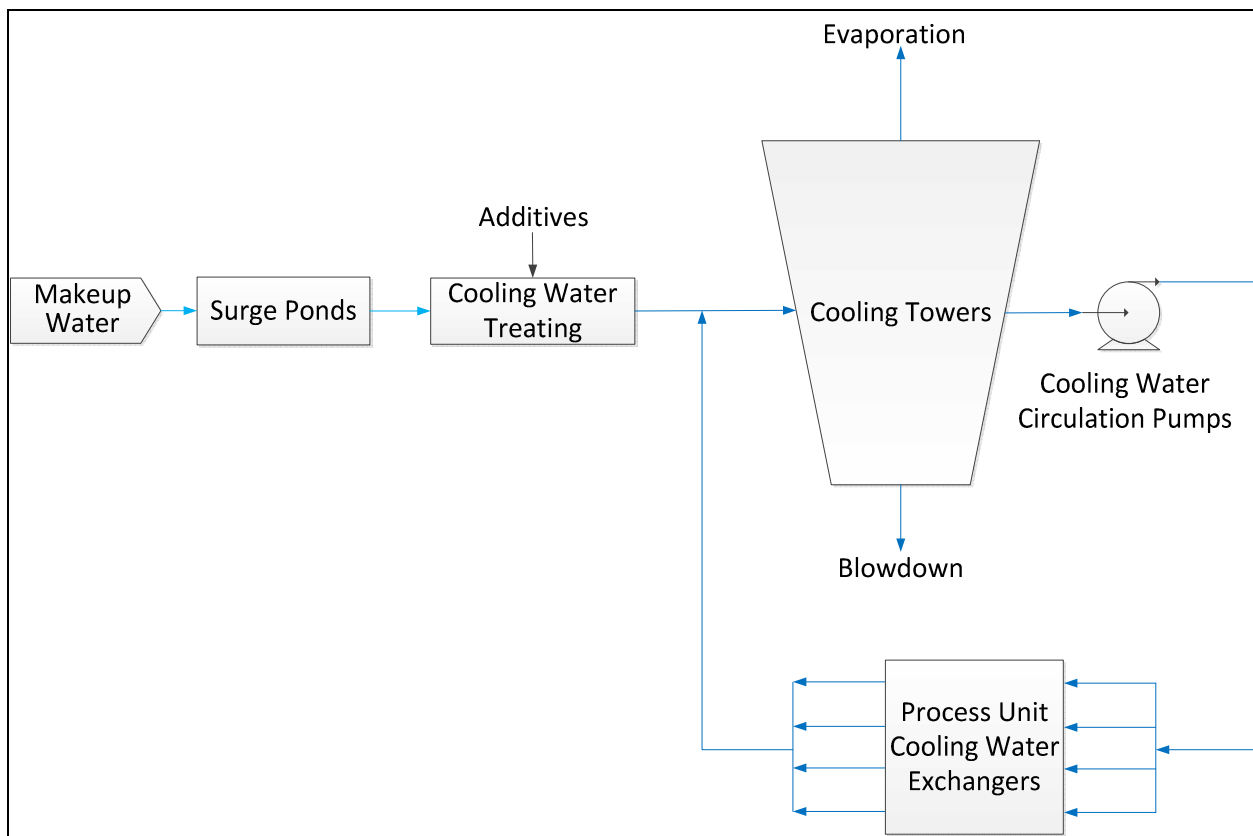 Evaporation
Additives
Makeup
Water
Surge Ponds
Cooling Water
Treating
Cooling Towers
Cooling Water
Circulation Pumps
Blowdown
Process Unit
Cooling Water
Exchangers